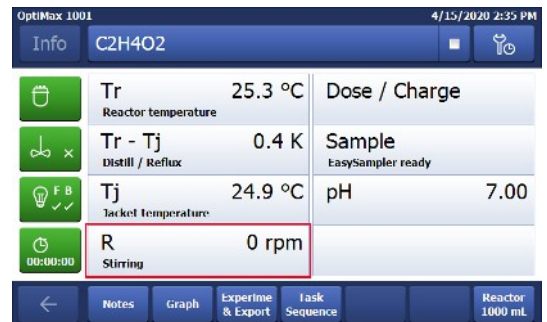 OptiMax 1001 4/15/2020 2:35 PM
Info C2H4O2
Tr 25.3 °C Dose / Charge
Reactor temperature
Tr - Tj 0.4 K Sample
Distill / Reflux EasySampler ready
F B
Tj 24.9 °C pH 7.00
Jacket temperature
R 0 rpm
00:00:00 Stirring
Notes Graph Experime Task Reactor
& Export Sequence 1000 mL